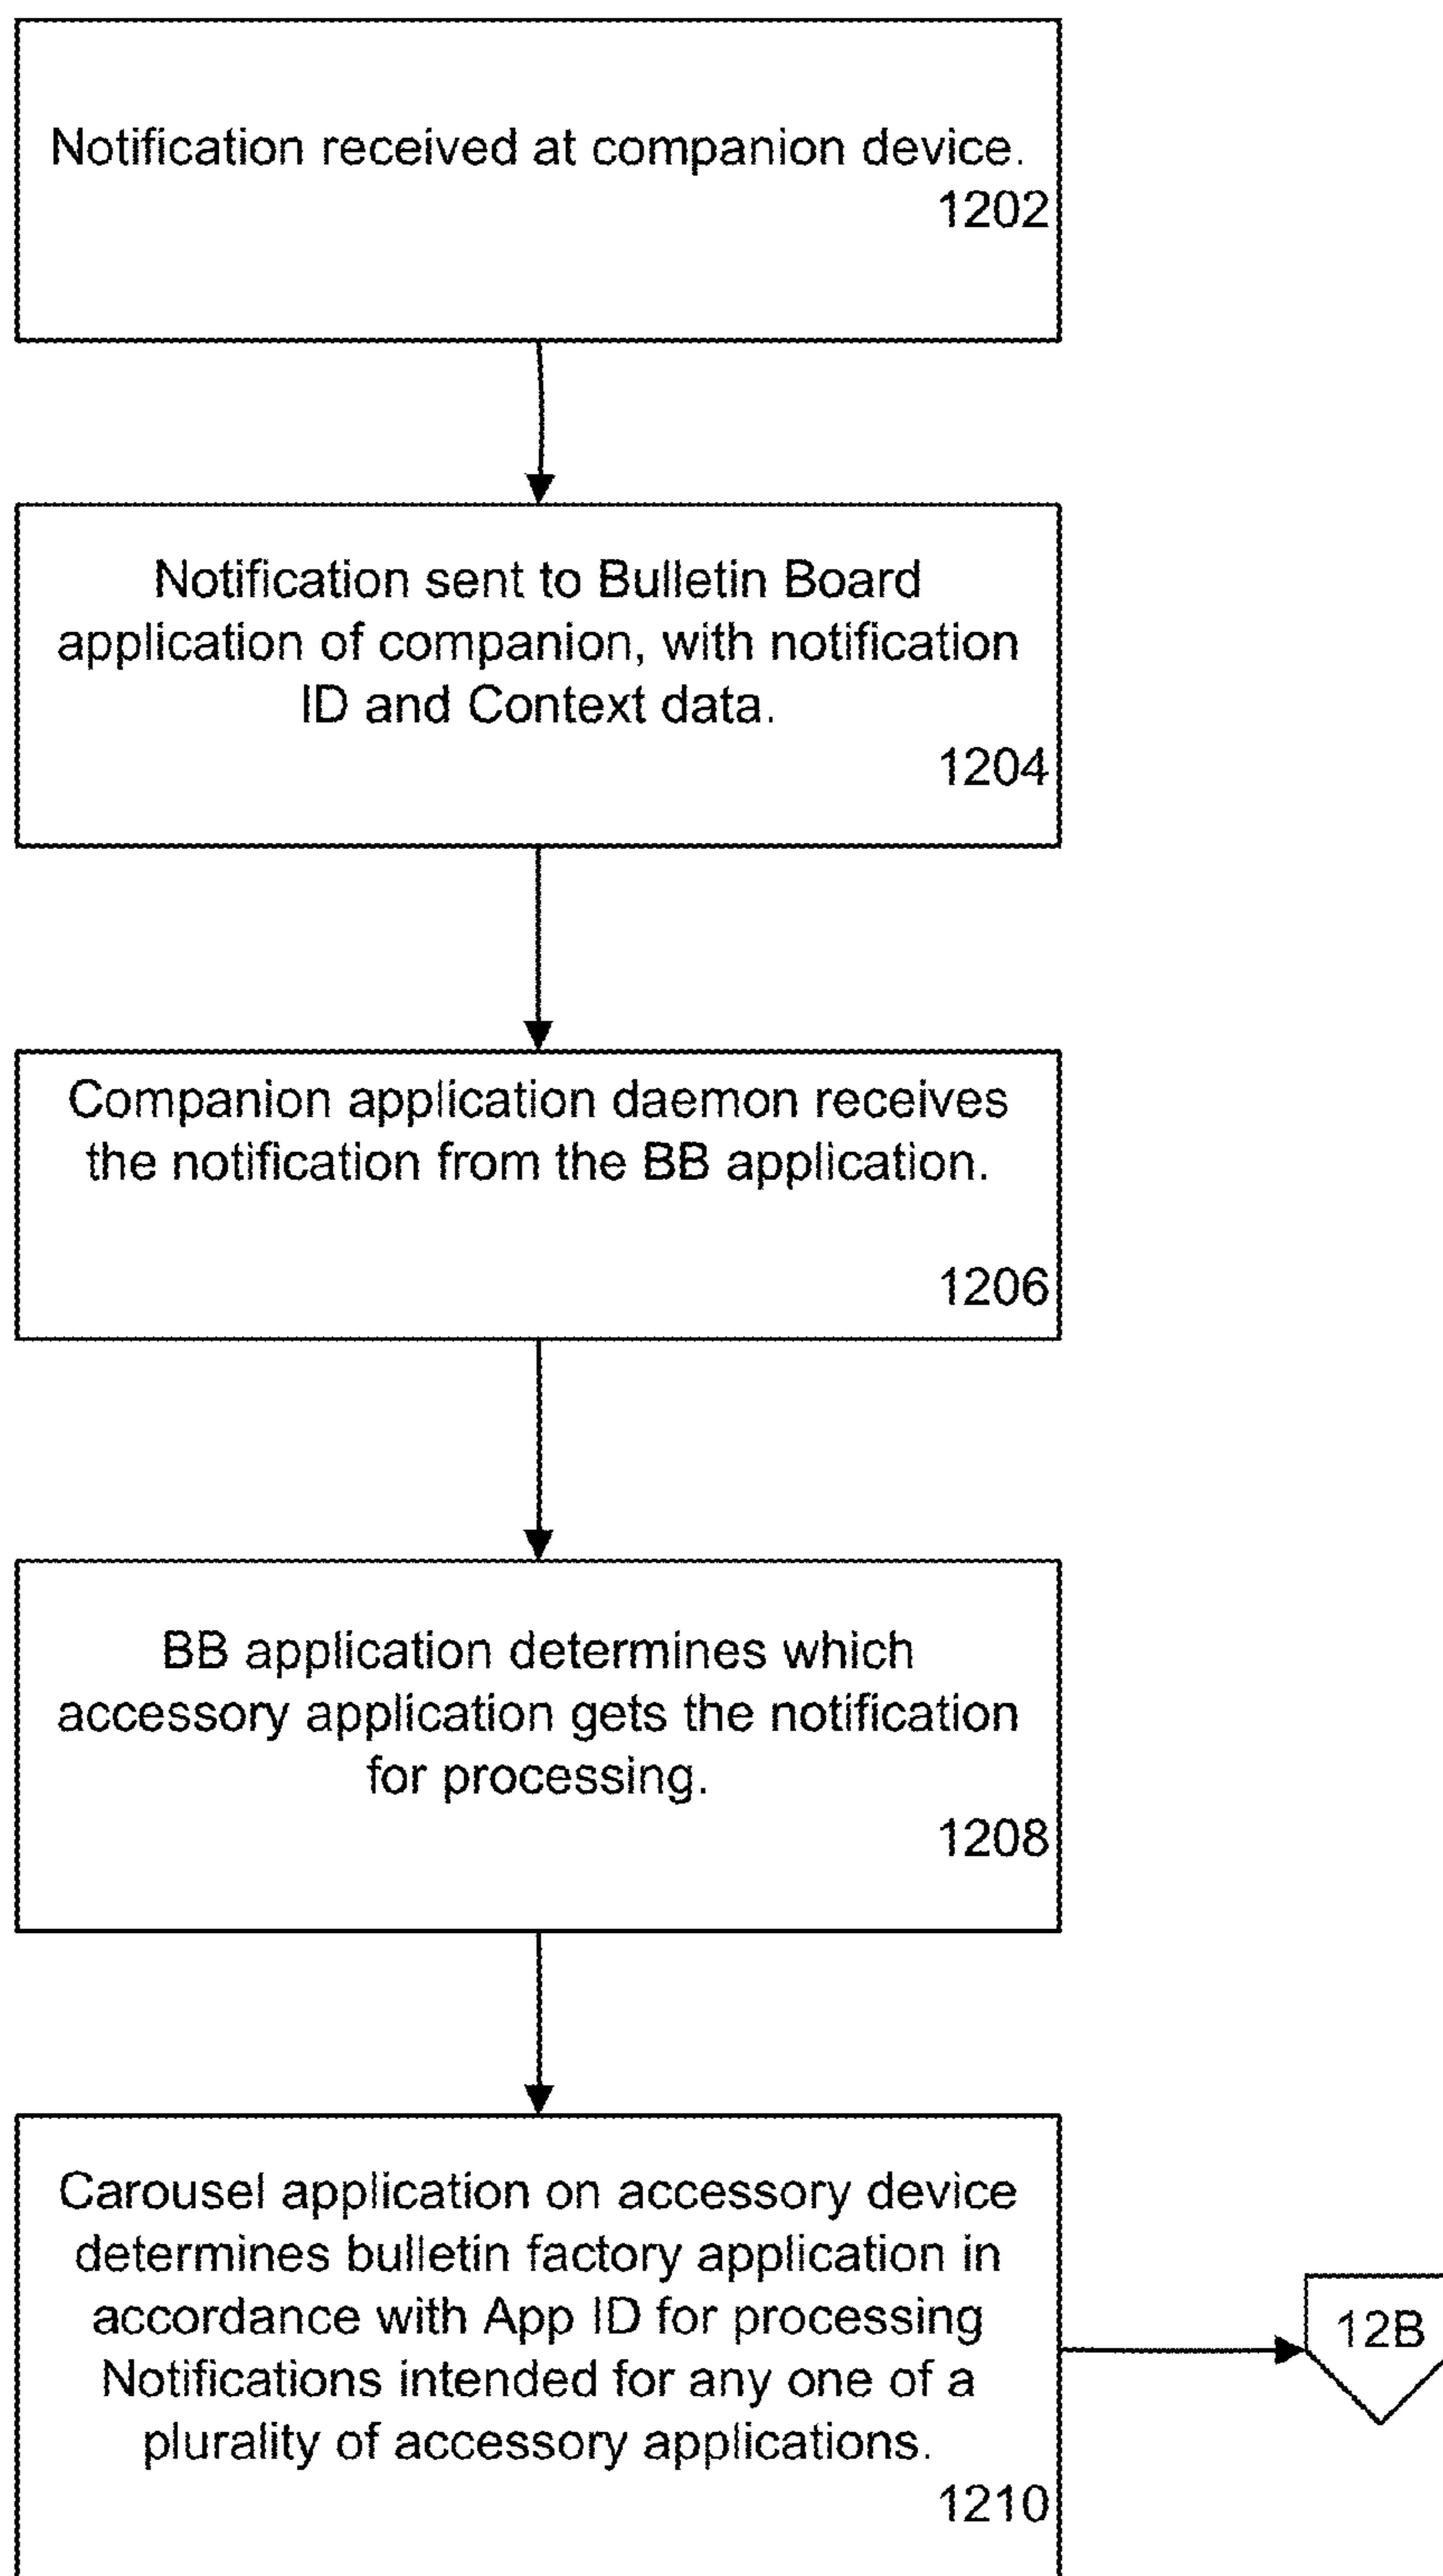 Notification received at companion device.
1202
Notification sent to Bulletin Board
application of companion, with notification
ID and Context data.
1204
Companion application daemon receives
the notification from the BB application.
1206
BB application determines which
accessory application gets the notification
for processing.
1208
Carousel application on accessory device
determines bulletin factory application in
accordance with App ID for processing
Notifications intended for any one of a
plurality of accessory applications.
1210
12B